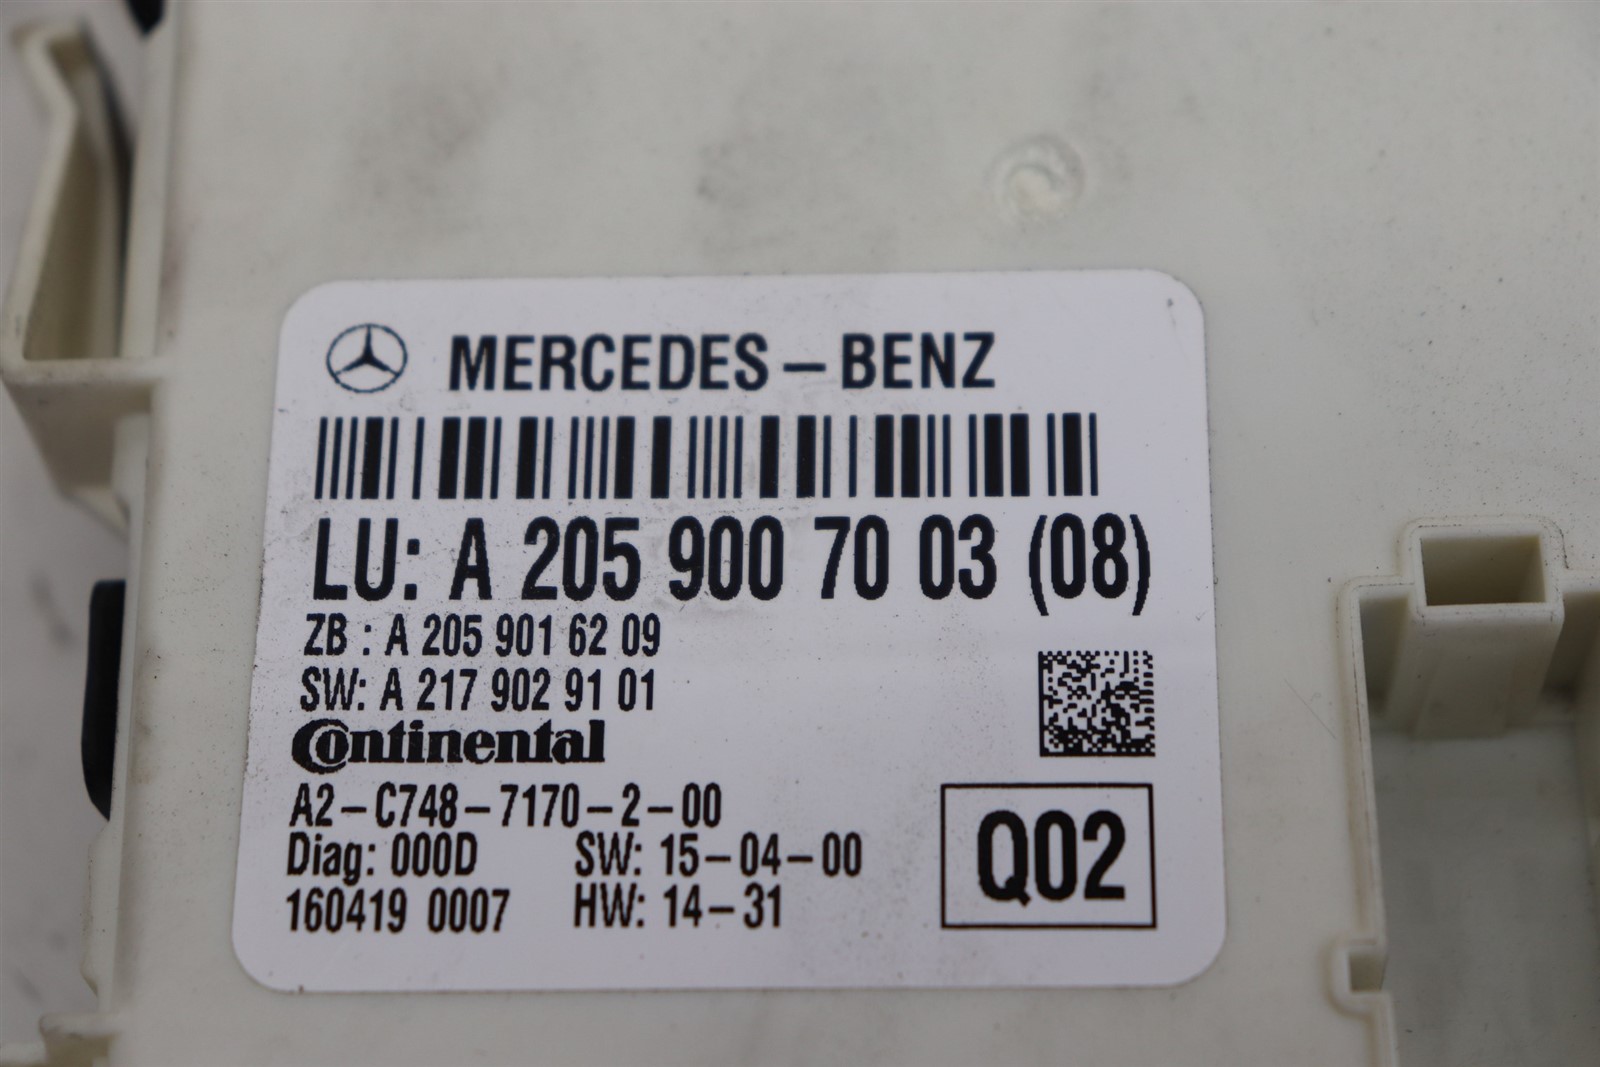 MERCEDES-BENZ
LU: A 205 900 70 03 (08)
ZB : A 205 901 62 09
SW: A 217 902 91 01
Continental
A2-C748-7170-2-00
Diag: 000D SW: 15-04-00
160419 0007 HW: 14-31
Q02